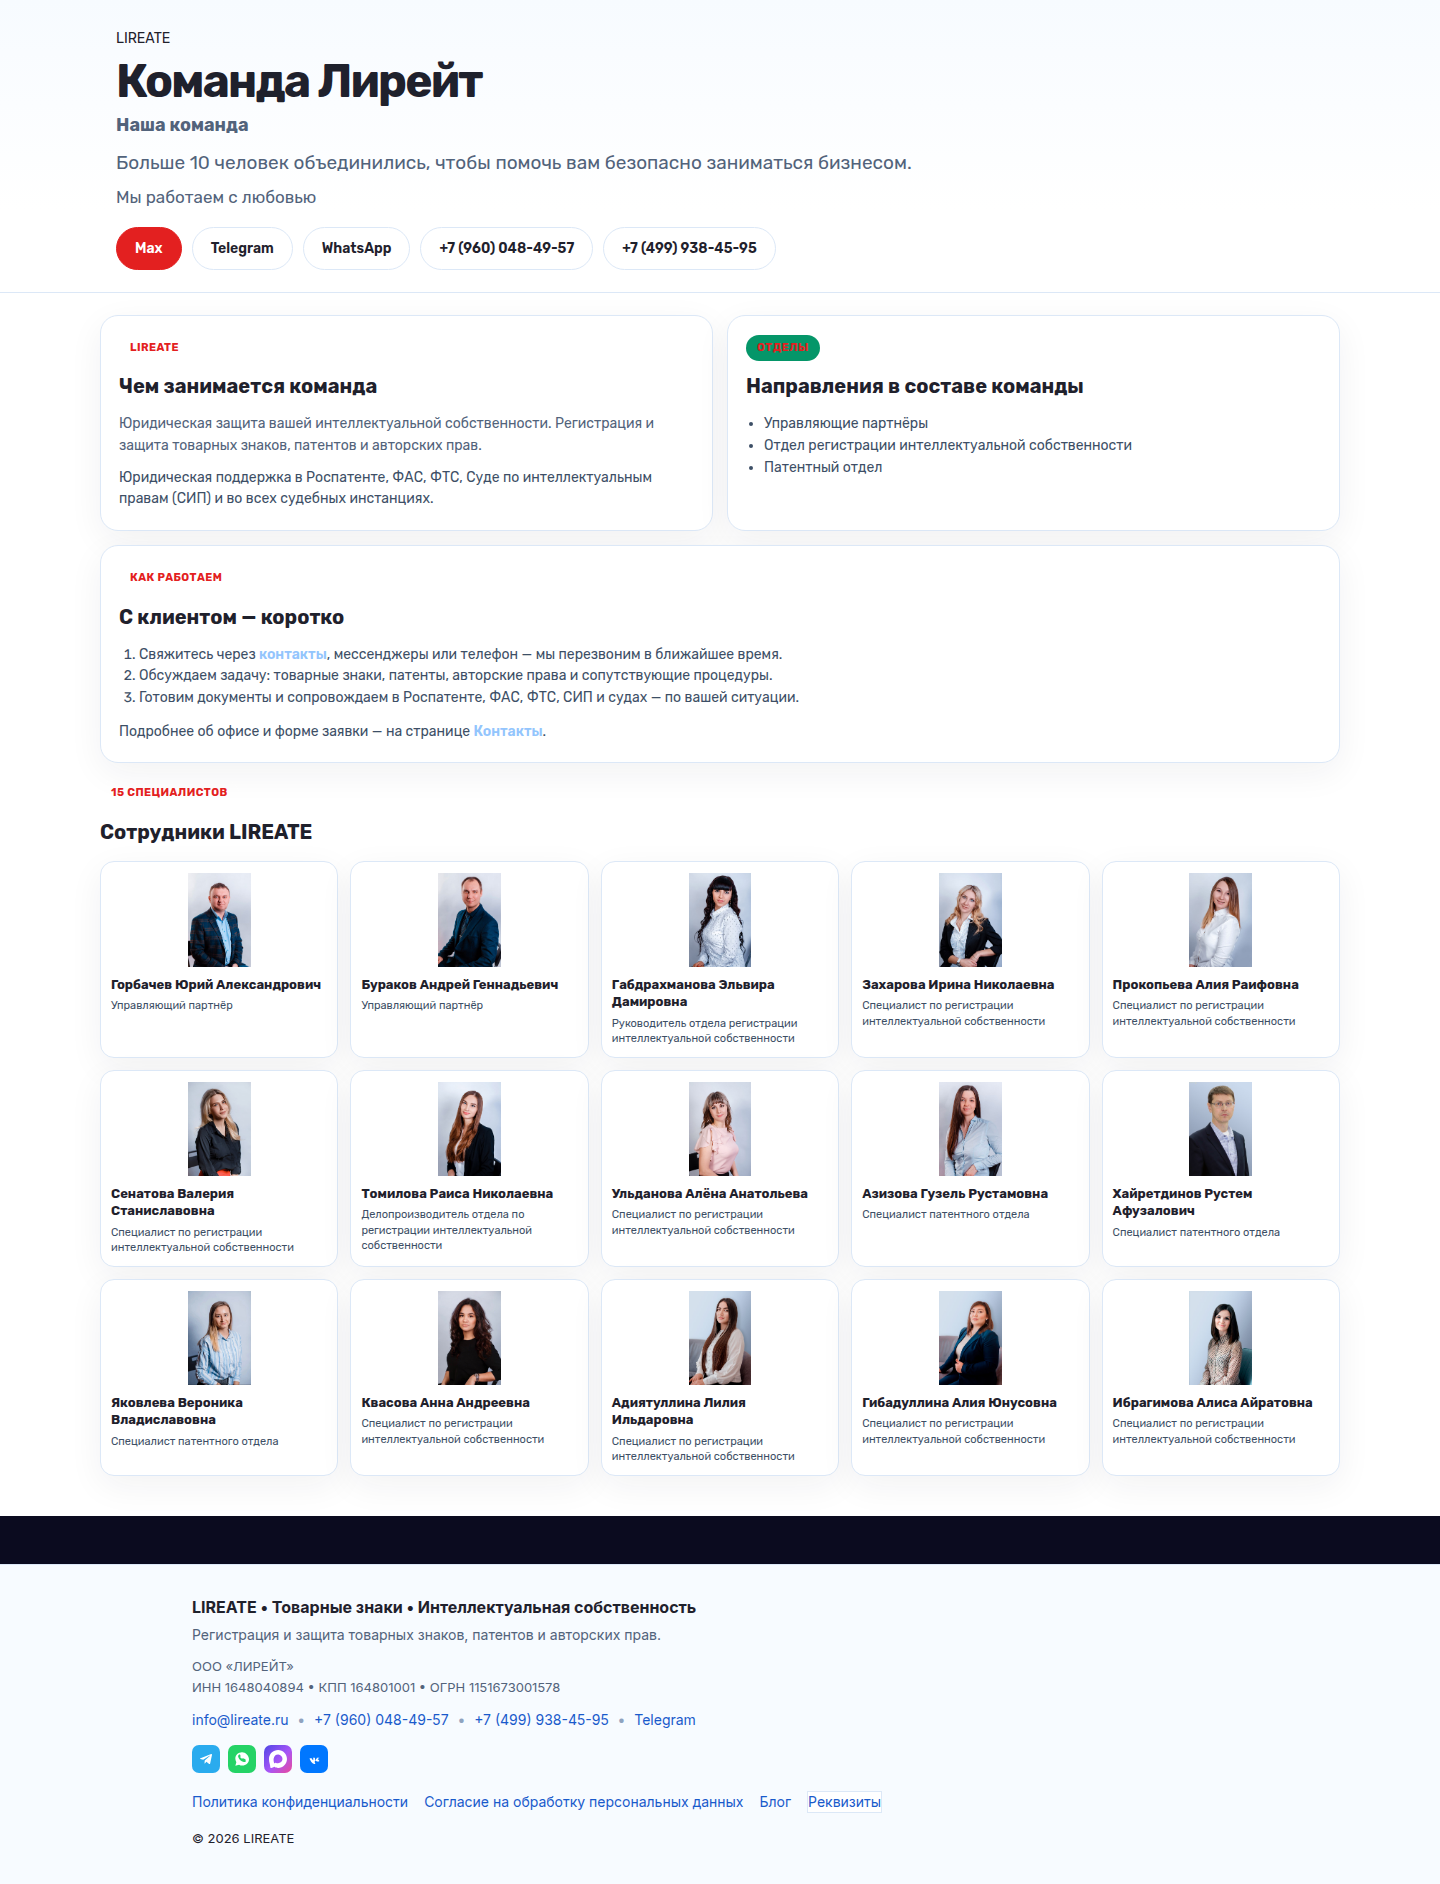 LIREATE
Команда Лирейт
Наша команда
Больше 10 человек объединились, чтобы помочь вам безопасно заниматься бизнесом.
Мы работаем с любовью
Max
Telegram
WhatsApp
+7 (960) 048-49-57
+7 (499) 938-45-95
LIREATE
Чем занимается команда
Юридическая защита вашей интеллектуальной собственности. Регистрация и
защита товарных знаков, патентов и авторских прав.
Юридическая поддержка в Роспатенте, ФАС, ФТС, Суде по интеллектуальным
правам (СИП) и во всех судебных инстанциях.
ОТДЕЛЫ
Направления в составе команды
• Управляющие партнёры
• Отдел регистрации интеллектуальной собственности
• Патентный отдел
КАК РАБОТАЕМ
С клиентом — коротко
1. Свяжитесь через контакты, мессенджеры или телефон — мы перезвоним в ближайшее время.
2. Обсуждаем задачу: товарные знаки, патенты, авторские права и сопутствующие процедуры.
3. Готовим документы и сопровождаем в Роспатенте, ФАС, ФТС, СИП и судах — по вашей ситуации.
Подробнее об офисе и форме заявки — на странице Контакты.
15 СПЕЦИАЛИСТОВ
Сотрудники LIREATE
Горбачев Юрий Александрович
Управляющий партнёр
Бураков Андрей Геннадьевич
Управляющий партнёр
Габдрахманова Эльвира
Дамировна
Руководитель отдела регистрации
интеллектуальной собственности
Захарова Ирина Николаевна
Специалист по регистрации
интеллектуальной собственности
Прокопьева Алия Раифовна
Специалист по регистрации
интеллектуальной собственности
Сенатова Валерия
Станиславовна
Специалист по регистрации
интеллектуальной собственности
Томилова Раиса Николаевна
Делопроизводитель отдела по
регистрации интеллектуальной
собственности
Ульданова Алёна Анатольева
Специалист по регистрации
интеллектуальной собственности
Азизова Гузель Рустамовна
Специалист патентного отдела
Хайретдинов Рустем
Афузалович
Специалист патентного отдела
Яковлева Вероника
Владиславовна
Специалист патентного отдела
Квасова Анна Андреевна
Специалист по регистрации
интеллектуальной собственности
Адиятуллина Лилия
Ильдаровна
Специалист по регистрации
интеллектуальной собственности
Гибадуллина Алия Юнусовна
Специалист по регистрации
интеллектуальной собственности
Ибрагимова Алиса Айратовна
Специалист по регистрации
интеллектуальной собственности
LIREATE • Товарные знаки • Интеллектуальная собственность
Регистрация и защита товарных знаков, патентов и авторских прав.
ООО «ЛИРЕЙТ»
ИНН 1648040894 • КПП 164801001 • ОГРН 1151673001578
info@lireate.ru • +7 (960) 048-49-57 • +7 (499) 938-45-95 • Telegram
Политика конфиденциальности Согласие на обработку персональных данных Блог Реквизиты
© 2026 LIREATE